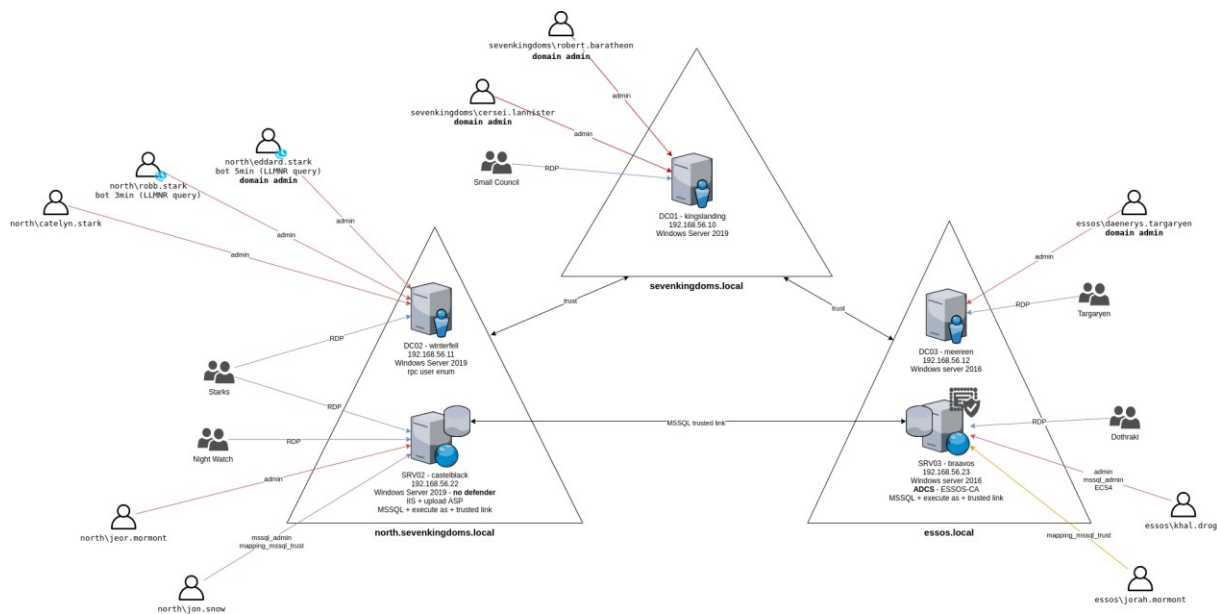 sevenkingdoms\robert.baratheon
domain admin
admin
sevenkingdoms\cersei.lannister
domain admin
admin
Small Council
RDP
DC01 - kingslanding
192.168.56.10
Windows Server 2019
sevenkingdoms.local
north\eddard.stark
bot 5min (LLMNR query)
domain admin
admin
north\robb.stark
bot 3min (LLMNR query)
admin
north\catelyn.stark
admin
trust
trust
DC02 - winterfell
192.168.56.11
Windows Server 2019
rpc user enum
Starks
RDP
RDP
Night Watch
RDP
SRV02 - castelblack
192.168.56.22
Windows Server 2019 - no defender
IIS + upload ASP
MSSQL + execute as + trusted link
north.sevenkingdoms.local
admin
north\jeor.mormont
mssql_admin
mapping_mssql_trust
north\jon.snow
MSSQL trusted link
essos\daenerys.targaryen
domain admin
admin
RDP
Targaryen
DC03 - meereen
192.168.56.12
Windows server 2016
RDP
Dothraki
SRV03 - braavos
192.168.56.23
Windows server 2016
ADCS - ESSOS-CA
MSSQL + execute as + trusted link
essos.local
admin
mssql_admin
ECS4
essos\khal.drog
mapping_mssql_trust
essos\jorah.mormont